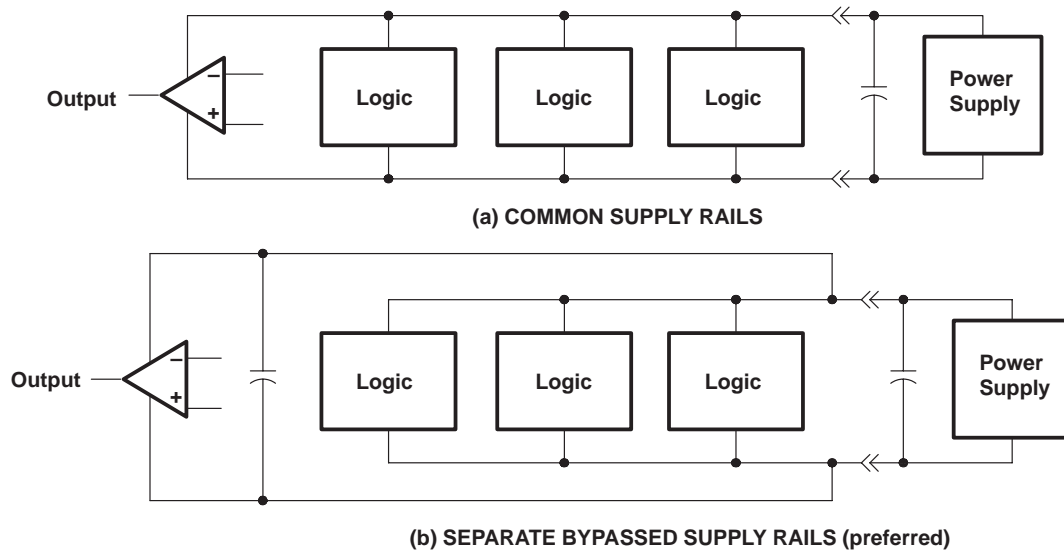 Output
−
+
Logic
Logic
Logic
Power
Supply
(a) COMMON SUPPLY RAILS
Output
−
+
Logic
Logic
Logic
Power
Supply
(b) SEPARATE BYPASSED SUPPLY RAILS (preferred)